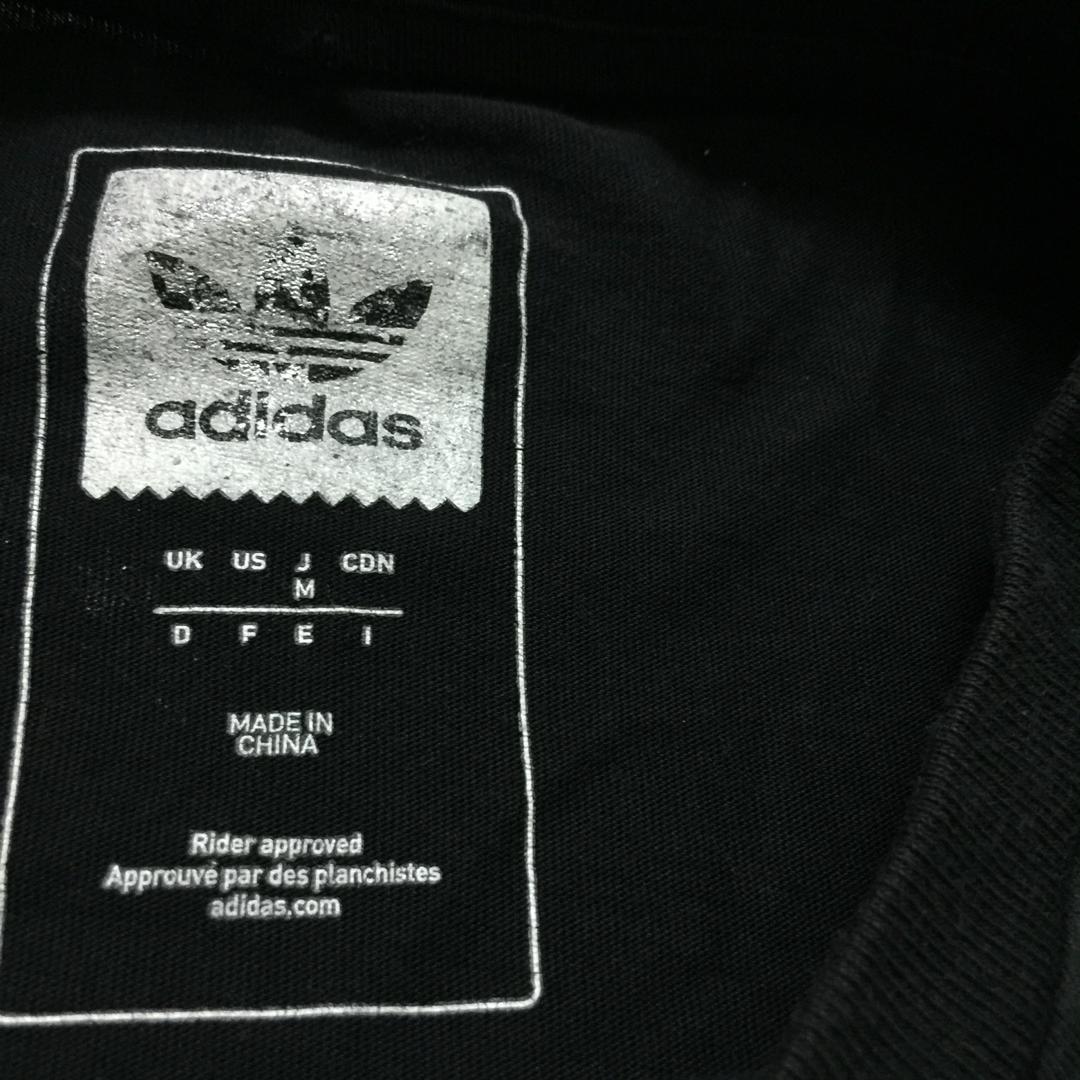 adidas
UK US J CDN
M
D F E I
MADE IN
CHINA
Rider approved
Approuvé par des planchistes
adidas.com